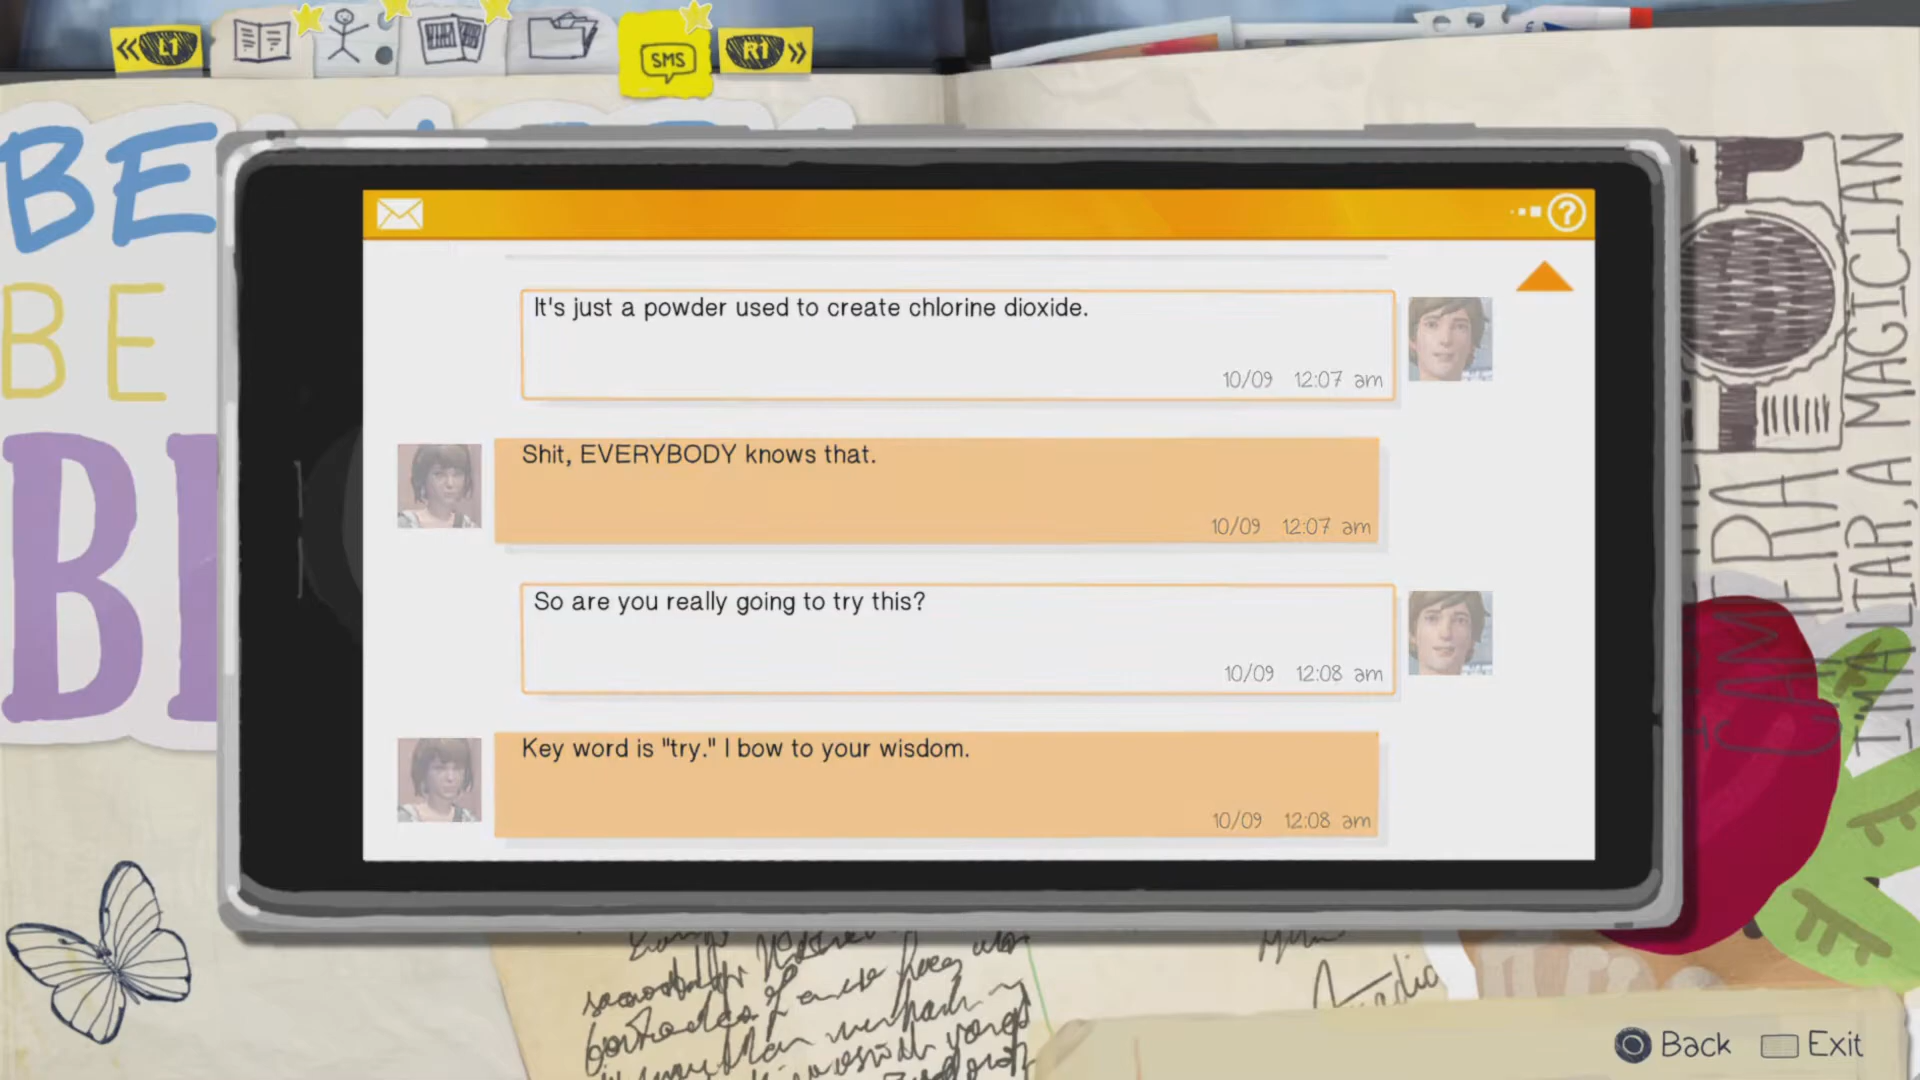 L1
SMS
R1
BE
BE
It's just a powder used to create chlorine dioxide.
10/09 12:07 am
Shit, EVERYBODY knows that.
10/09 12:07 am
So are you really going to try this?
10/09 12:08 am
Key word is "try." I bow to your wisdom.
10/09 12:08 am
CAMERA
IMA LIAR, A MAGICIAN
Back
Exit